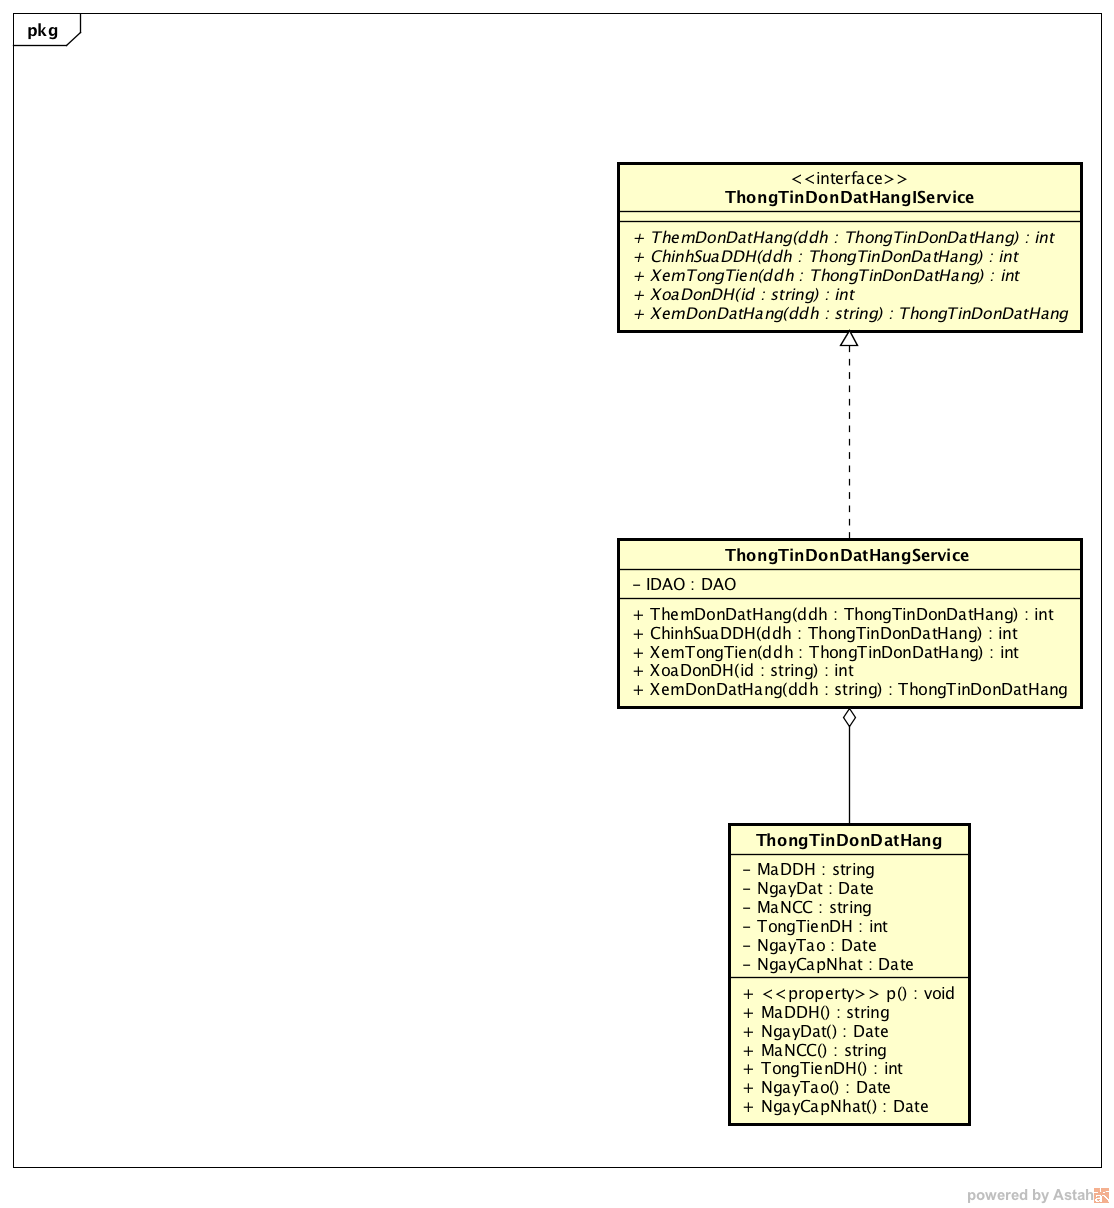 pkg
<<interface>>
ThongTinDonDatHangIService
+ ThemDonDatHang(ddh : ThongTinDonDatHang) : int
+ ChinhSuaDDH(ddh : ThongTinDonDatHang) : int
+ XemTongTien(ddh : ThongTinDonDatHang) : int
+ XoaDonDH(id : string) : int
+ XemDonDatHang(ddh : string) : ThongTinDonDatHang
ThongTinDonDatHangService
- IDAO : DAO
+ ThemDonDatHang(ddh : ThongTinDonDatHang) : int
+ ChinhSuaDDH(ddh : ThongTinDonDatHang) : int
+ XemTongTien(ddh : ThongTinDonDatHang) : int
+ XoaDonDH(id : string) : int
+ XemDonDatHang(ddh : string) : ThongTinDonDatHang
ThongTinDonDatHang
- MaDDH : string
- NgayDat : Date
- MaNCC : string
- TongTienDH : int
- NgayTao : Date
- NgayCapNhat : Date
+ <<property>> p() : void
+ MaDDH() : string
+ NgayDat() : Date
+ MaNCC() : string
+ TongTienDH() : int
+ NgayTao() : Date
+ NgayCapNhat() : Date
powered by Astah